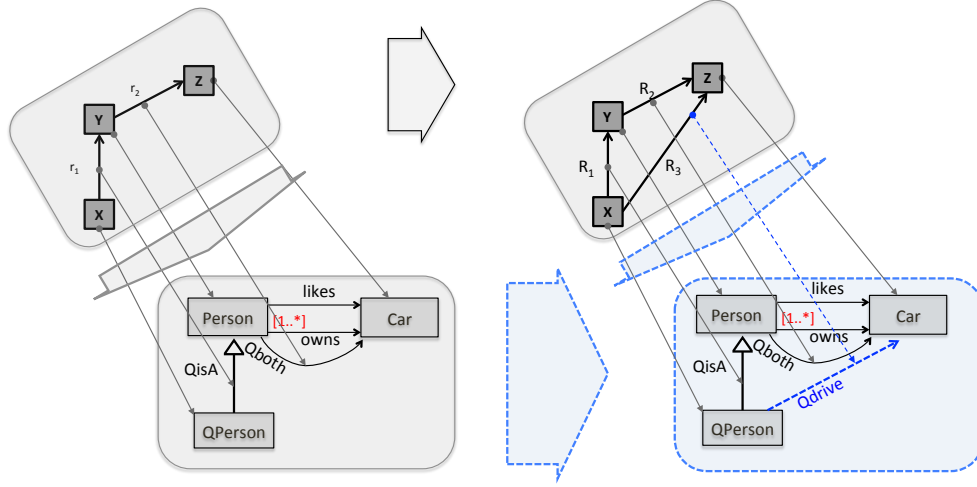 Z
r2
Y
r1
X
likes
Person
[1..*]
Car
owns
Qboth
QisA
QPerson
Z
R2
Y
R1
R3
X
likes
Person
[1..*]
Car
owns
Qboth
QisA
Qdrive
QPerson